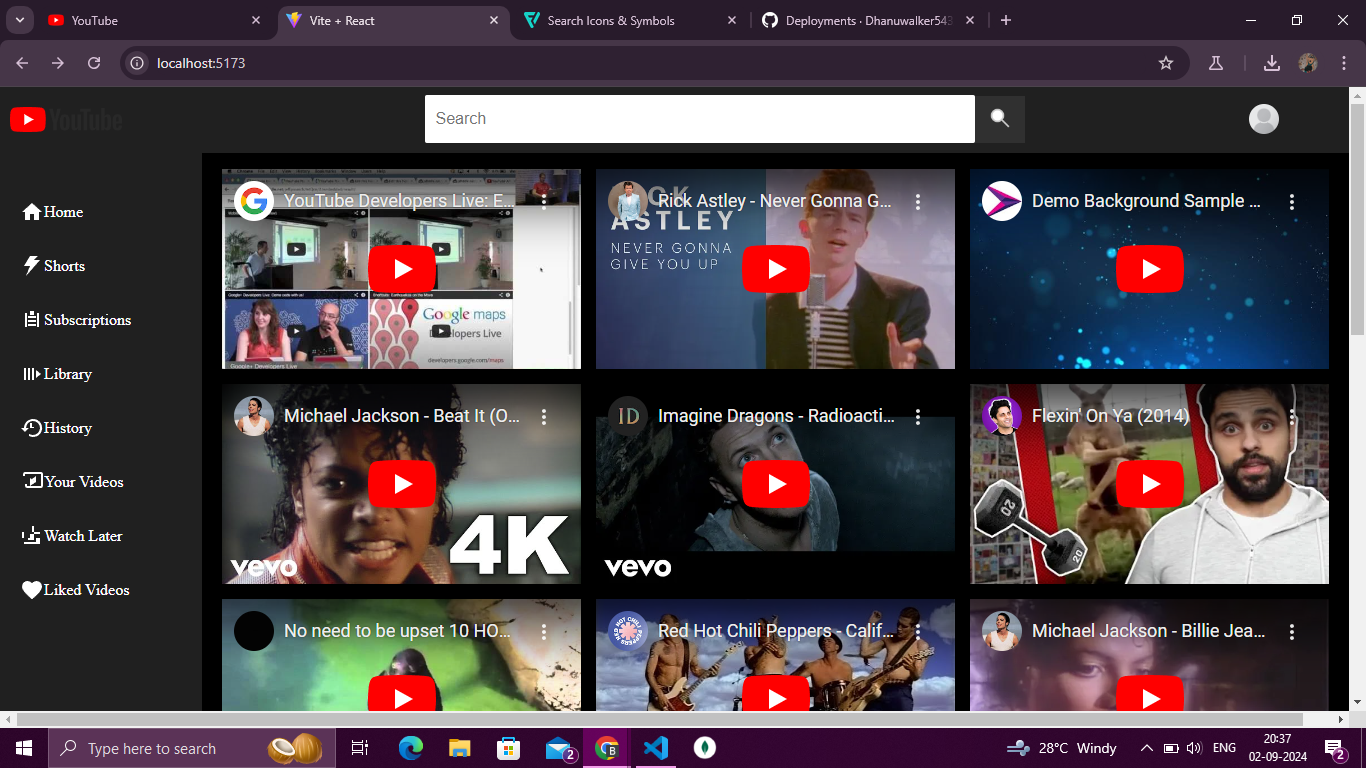 YouTube
Vite + React
Search Icons & Symbols
Deployments · Dhanuwalker543
localhost:5173
YouTube
Search
Home
Shorts
Subscriptions
Library
History
Your Videos
Watch Later
Liked Videos
YouTube Developers Live: E...
Google maps
Developers Live
developers.google.com/maps
Rick Astley - Never Gonna G...
ASTLEY
NEVER GONNA
GIVE YOU UP
Demo Background Sample ...
Michael Jackson - Beat It (O...
vevo
4K
Imagine Dragons - Radioacti...
ID
vevo
Flexin' On Ya (2014)
20
20
No need to be upset 10 HO...
Red Hot Chili Peppers - Calif...
Michael Jackson - Billie Jea...
Type here to search
2
B
28°C Windy
ENG
20:37
02-09-2024
2